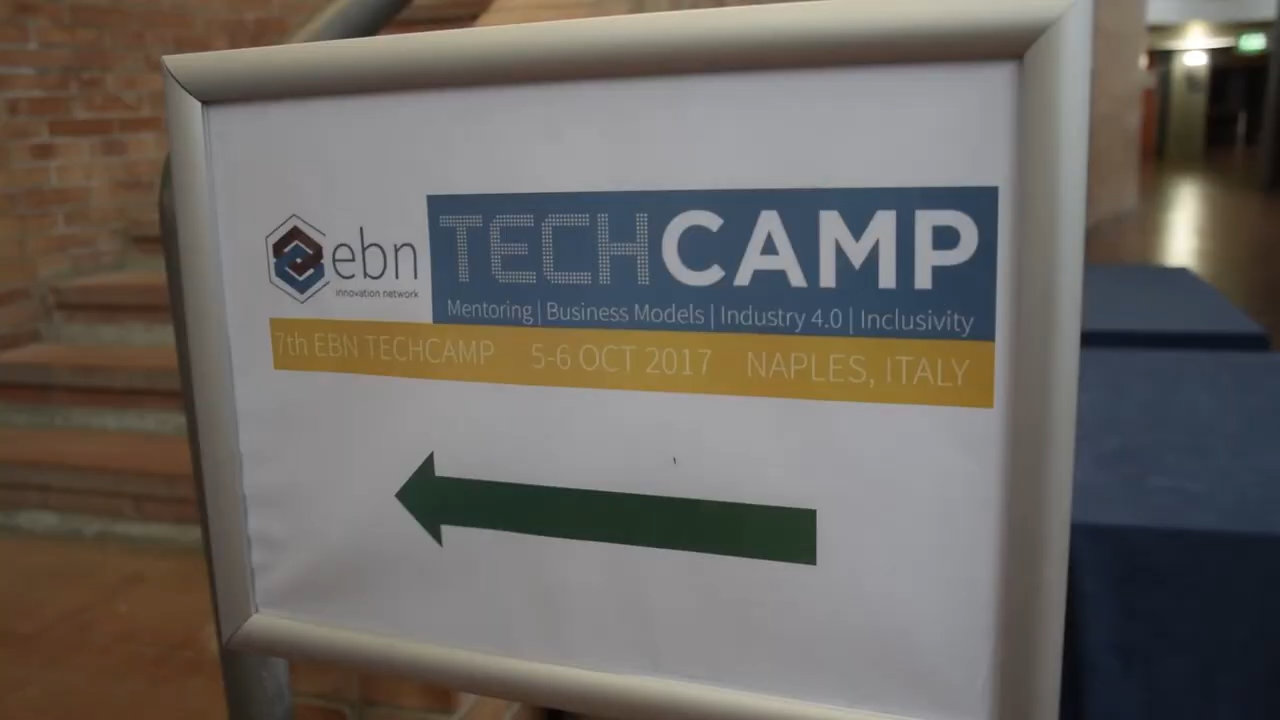 ebn
innovation network
TECHCAMP
Mentoring | Business Models | Industry 4.0 | Inclusivity
7th EBN TECHCAMP 5-6 OCT 2017 NAPLES, ITALY